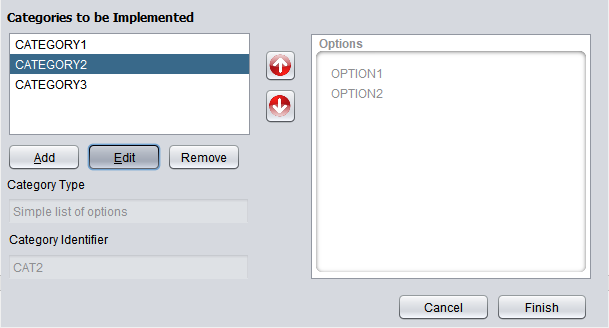 Categories to be Implemented
CATEGORY1
CATEGORY2
CATEGORY3
Add Edit Remove
Category Type
Simple list of options
Category Identifier
CAT2
Options
OPTION1
OPTION2
Cancel Finish